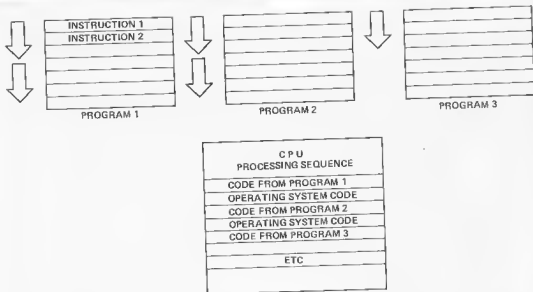 INSTRUCTION 1
INSTRUCTION 2
PROGRAM 1
PROGRAM 2
PROGRAM 3
CPU
PROCESSING SEQUENCE
CODE FROM PROGRAM 1
OPERATING SYSTEM CODE
CODE FROM PROGRAM 2
OPERATING SYSTEM CODE
CODE FROM PROGRAM 3
ETC